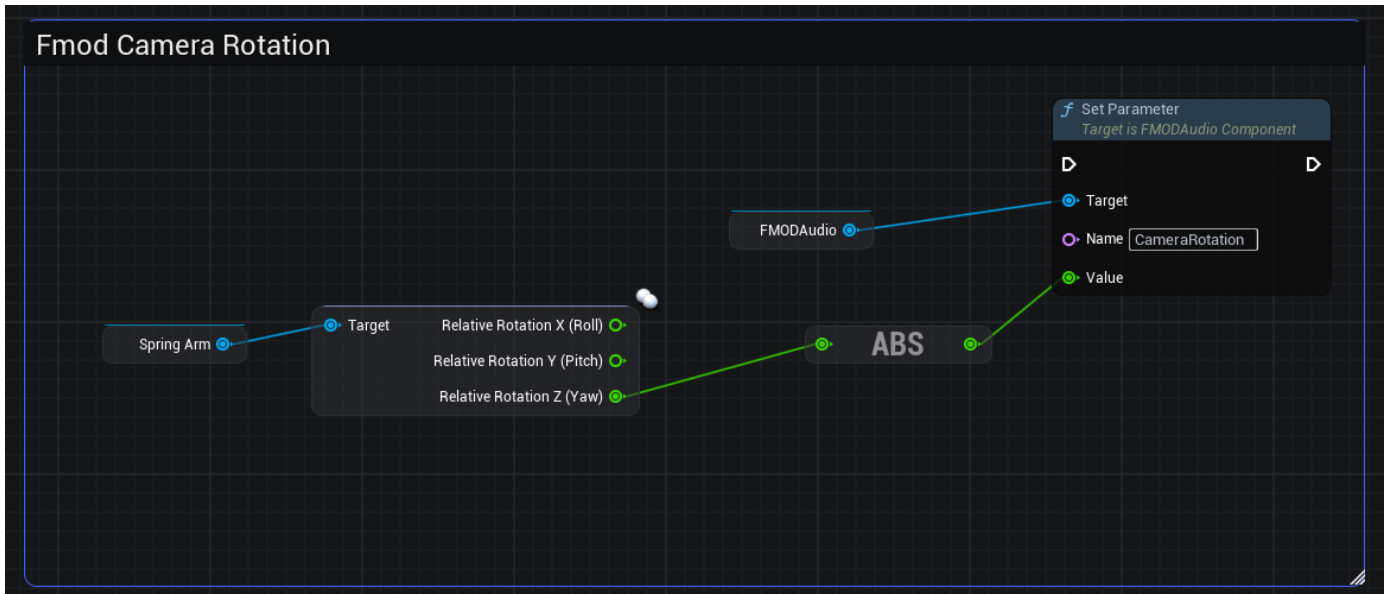 Fmod Camera Rotation
f Set Parameter
Target is FMODAudio Component
Target
Name CameraRotation
Value
FMODAudio
Spring Arm
Target Relative Rotation X (Roll)
Relative Rotation Y (Pitch)
Relative Rotation Z (Yaw)
ABS